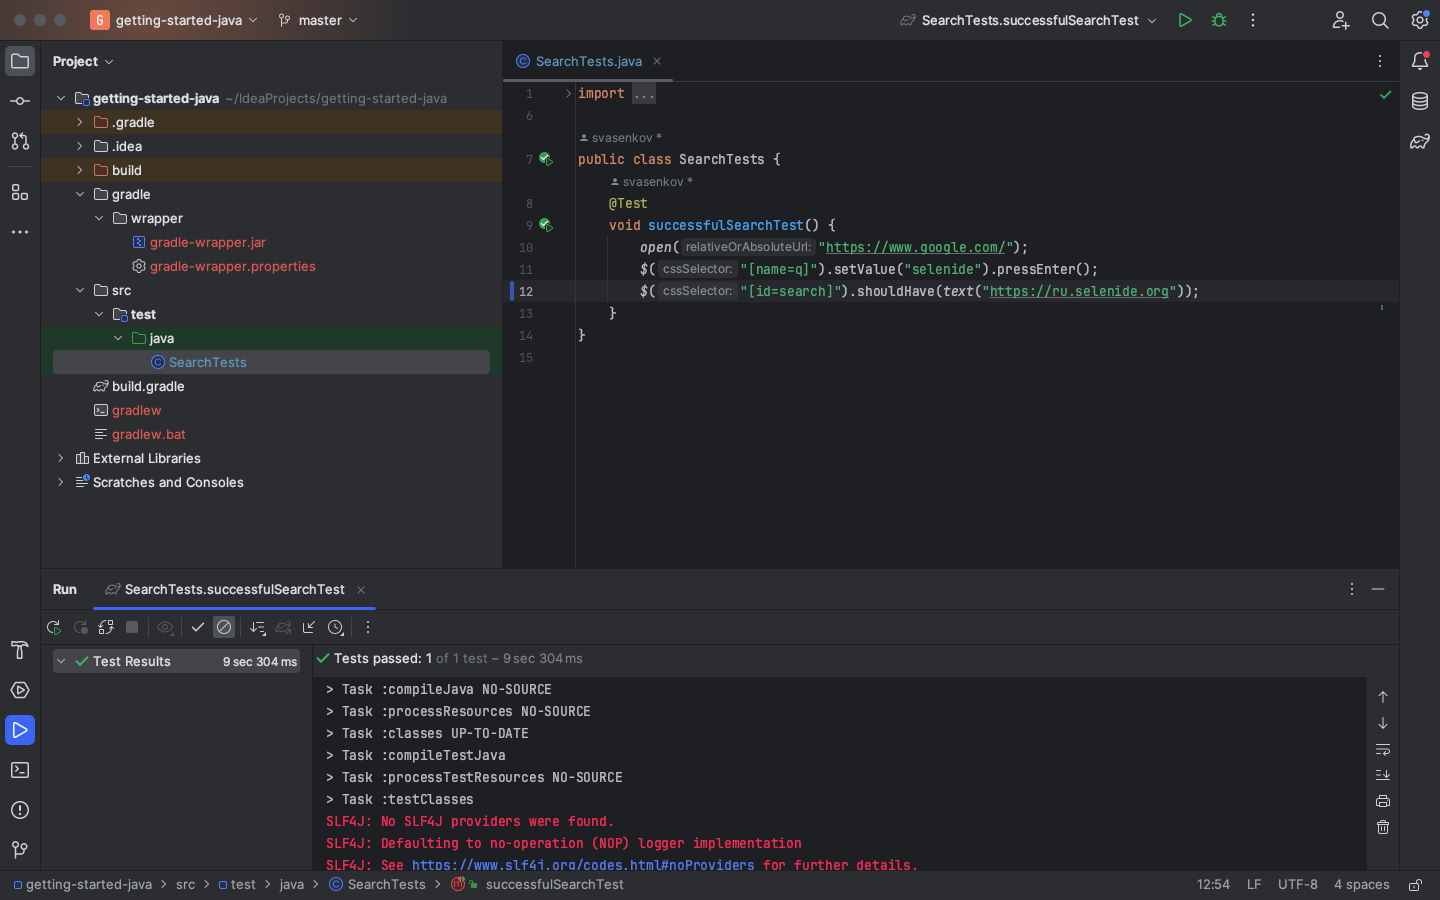 G getting-started-java master SearchTests.successfulSearchTest
Project
getting-started-java ~/IdeaProjects/getting-started-java
.gradle
.idea
build
gradle
wrapper
gradle-wrapper.jar
gradle-wrapper.properties
src
test
java
SearchTests
build.gradle
gradlew
gradlew.bat
External Libraries
Scratches and Consoles
SearchTests.java
1 import ...
6
svasenkov *
7 public class SearchTests {
svasenkov *
8 @Test
9 void successfulSearchTest() {
10 open( relativeOrAbsoluteUrl: "https://www.google.com/");
11 $( cssSelector: "[name=q]").setValue("selenide").pressEnter();
12 $( cssSelector: "[id=search]").shouldHave(text("https://ru.selenide.org"));
13 }
14 }
15
Run SearchTests.successfulSearchTest
Test Results 9 sec 304 ms
Tests passed: 1 of 1 test – 9 sec 304 ms
> Task :compileJava NO-SOURCE
> Task :processResources NO-SOURCE
> Task :classes UP-TO-DATE
> Task :compileTestJava
> Task :processTestResources NO-SOURCE
> Task :testClasses
SLF4J: No SLF4J providers were found.
SLF4J: Defaulting to no-operation (NOP) logger implementation
SLF4J: See https://www.slf4j.org/codes.html#noProviders for further details.
getting-started-java > src > test > java > SearchTests > successfulSearchTest 12:54 LF UTF-8 4 spaces